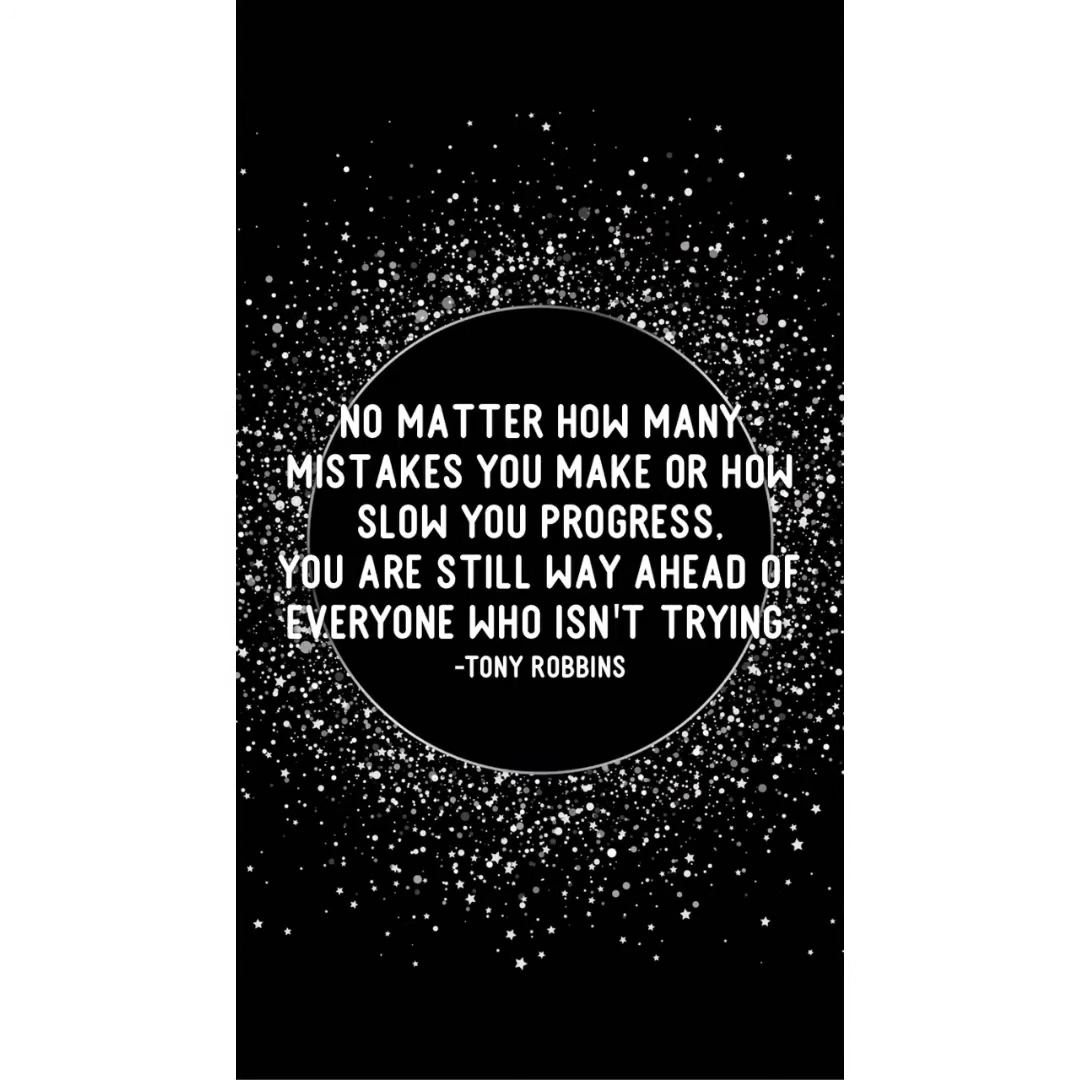 NO MATTER HOW MANY
MISTAKES YOU MAKE OR HOW
SLOW YOU PROGRESS,
YOU ARE STILL WAY AHEAD OF
EVERYONE WHO ISN'T TRYING.
-TONY ROBBINS